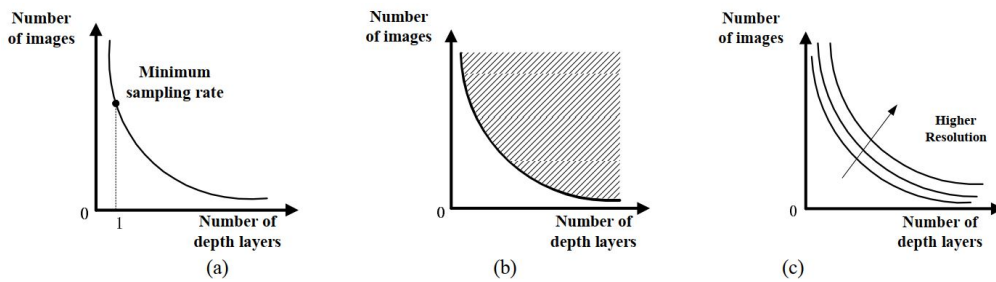 Number
of images
Minimum
sampling rate
0
1
Number of
depth layers
(a)
Number
of images
0
Number of
depth layers
(b)
Number
of images
Higher
Resolution
0
Number of
depth layers
(c)